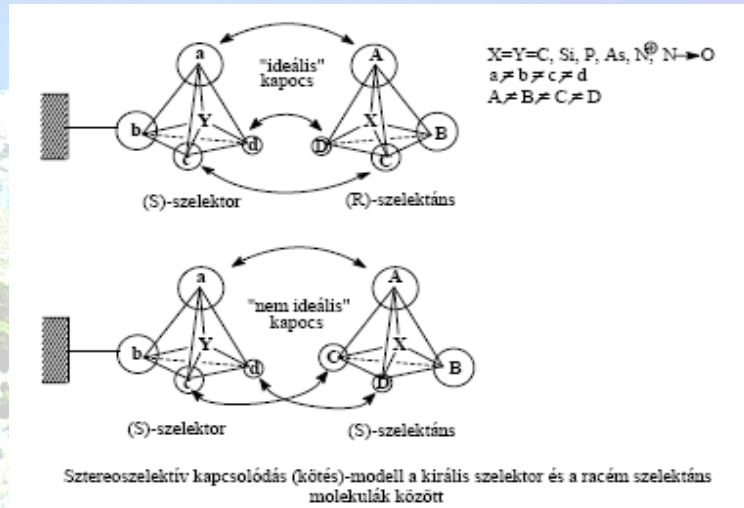 a
A
"ideális"
kapocs
X=Y=C, Si, P, As, N⊕, N→O
a≠b≠c≠d
A≠B≠C≠D
b
Y
c
d
D
X
C
B
(S)-szelektor
(R)-szelektáns
a
A
"nem ideális"
kapocs
b
Y
c
d
C
X
D
B
(S)-szelektor
(S)-szelektáns
Sztereoszelektív kapcsolódás (kötés)-modell a királis szelektor és a racém szelektáns
molekulák között